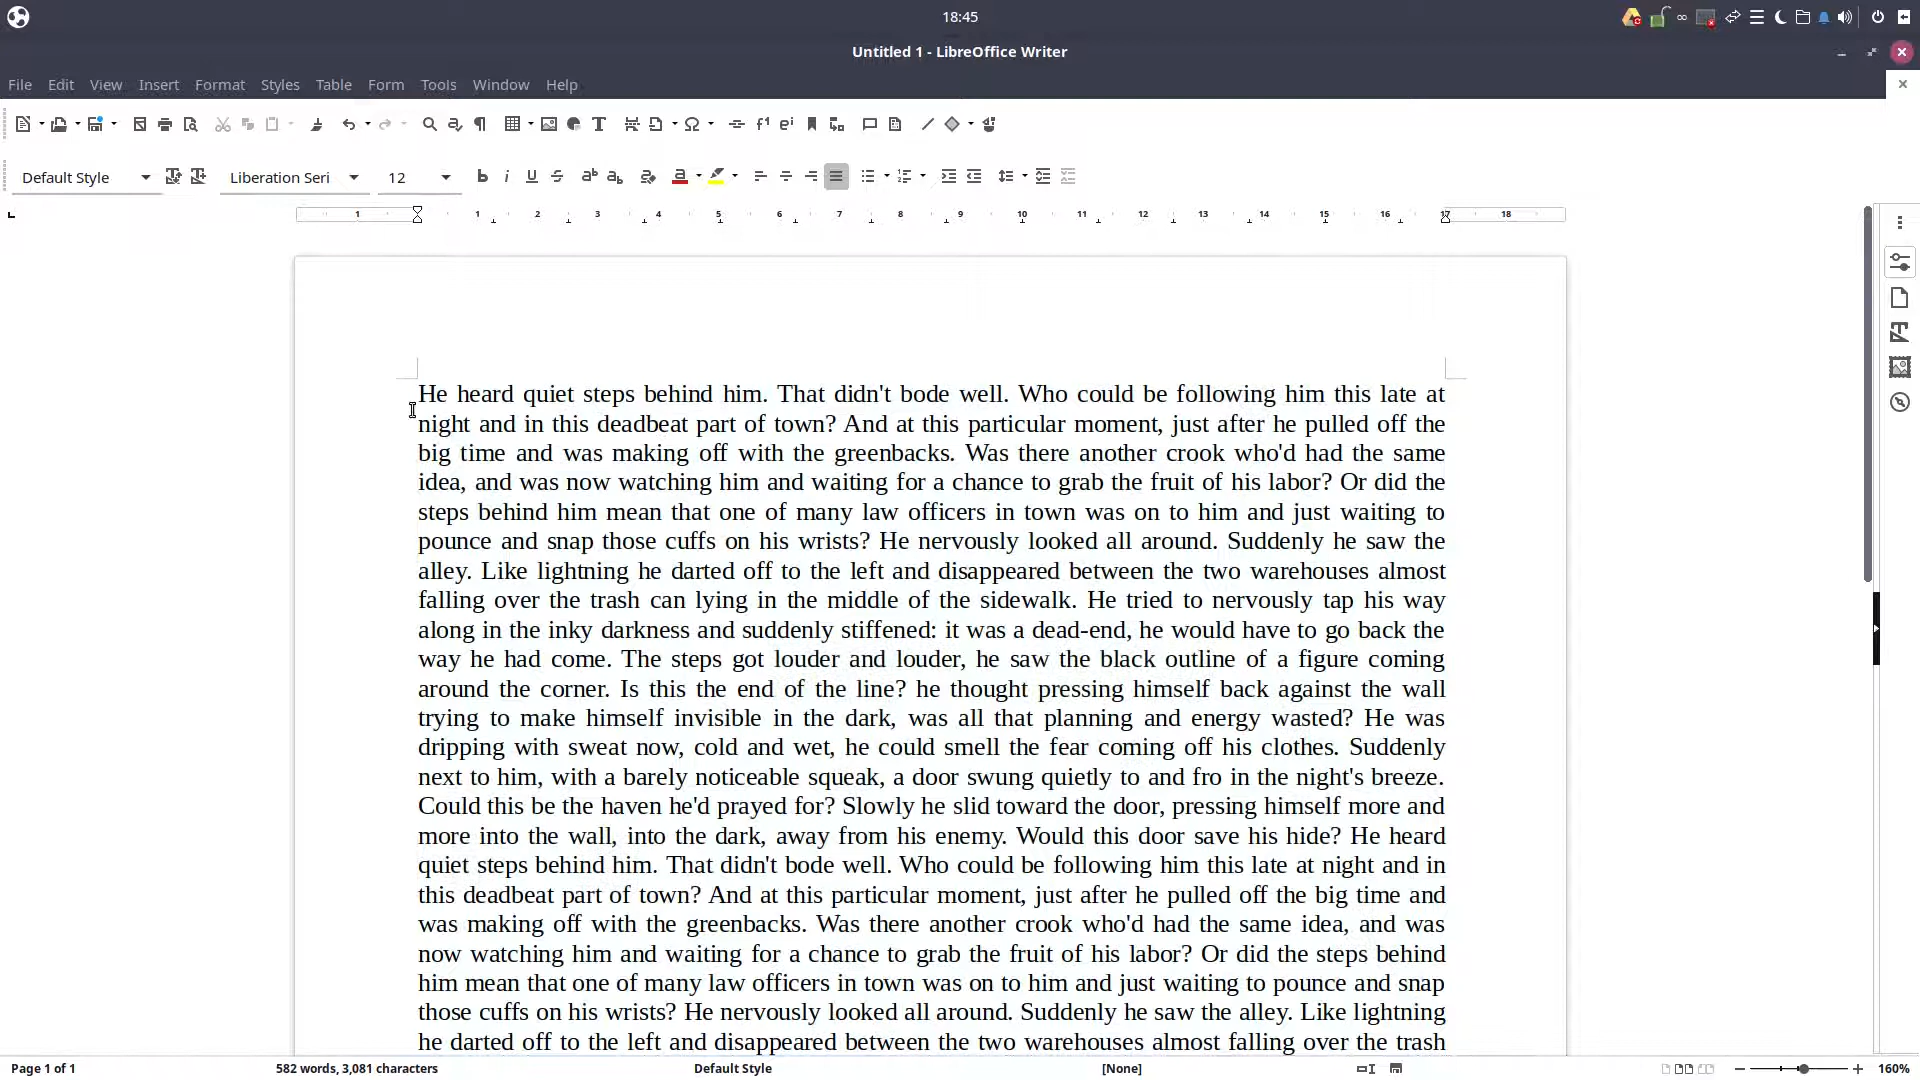 18:45
Untitled 1 - LibreOffice Writer
File Edit View Insert Format Styles Table Form Tools Window Help
Default Style Liberation Seri 12
1 1 2 3 4 5 6 7 8 9 10 11 12 13 14 15 16 17 18
He heard quiet steps behind him. That didn't bode well. Who could be following him this late at
night and in this deadbeat part of town? And at this particular moment, just after he pulled off the
big time and was making off with the greenbacks. Was there another crook who'd had the same
idea, and was now watching him and waiting for a chance to grab the fruit of his labor? Or did the
steps behind him mean that one of many law officers in town was on to him and just waiting to
pounce and snap those cuffs on his wrists? He nervously looked all around. Suddenly he saw the
alley. Like lightning he darted off to the left and disappeared between the two warehouses almost
falling over the trash can lying in the middle of the sidewalk. He tried to nervously tap his way
along in the inky darkness and suddenly stiffened: it was a dead-end, he would have to go back the
way he had come. The steps got louder and louder, he saw the black outline of a figure coming
around the corner. Is this the end of the line? he thought pressing himself back against the wall
trying to make himself invisible in the dark, was all that planning and energy wasted? He was
dripping with sweat now, cold and wet, he could smell the fear coming off his clothes. Suddenly
next to him, with a barely noticeable squeak, a door swung quietly to and fro in the night's breeze.
Could this be the haven he'd prayed for? Slowly he slid toward the door, pressing himself more and
more into the wall, into the dark, away from his enemy. Would this door save his hide? He heard
quiet steps behind him. That didn't bode well. Who could be following him this late at night and in
this deadbeat part of town? And at this particular moment, just after he pulled off the big time and
was making off with the greenbacks. Was there another crook who'd had the same idea, and was
now watching him and waiting for a chance to grab the fruit of his labor? Or did the steps behind
him mean that one of many law officers in town was on to him and just waiting to pounce and snap
those cuffs on his wrists? He nervously looked all around. Suddenly he saw the alley. Like lightning
he darted off to the left and disappeared between the two warehouses almost falling over the trash
Page 1 of 1 582 words, 3,081 characters Default Style [None] 160%